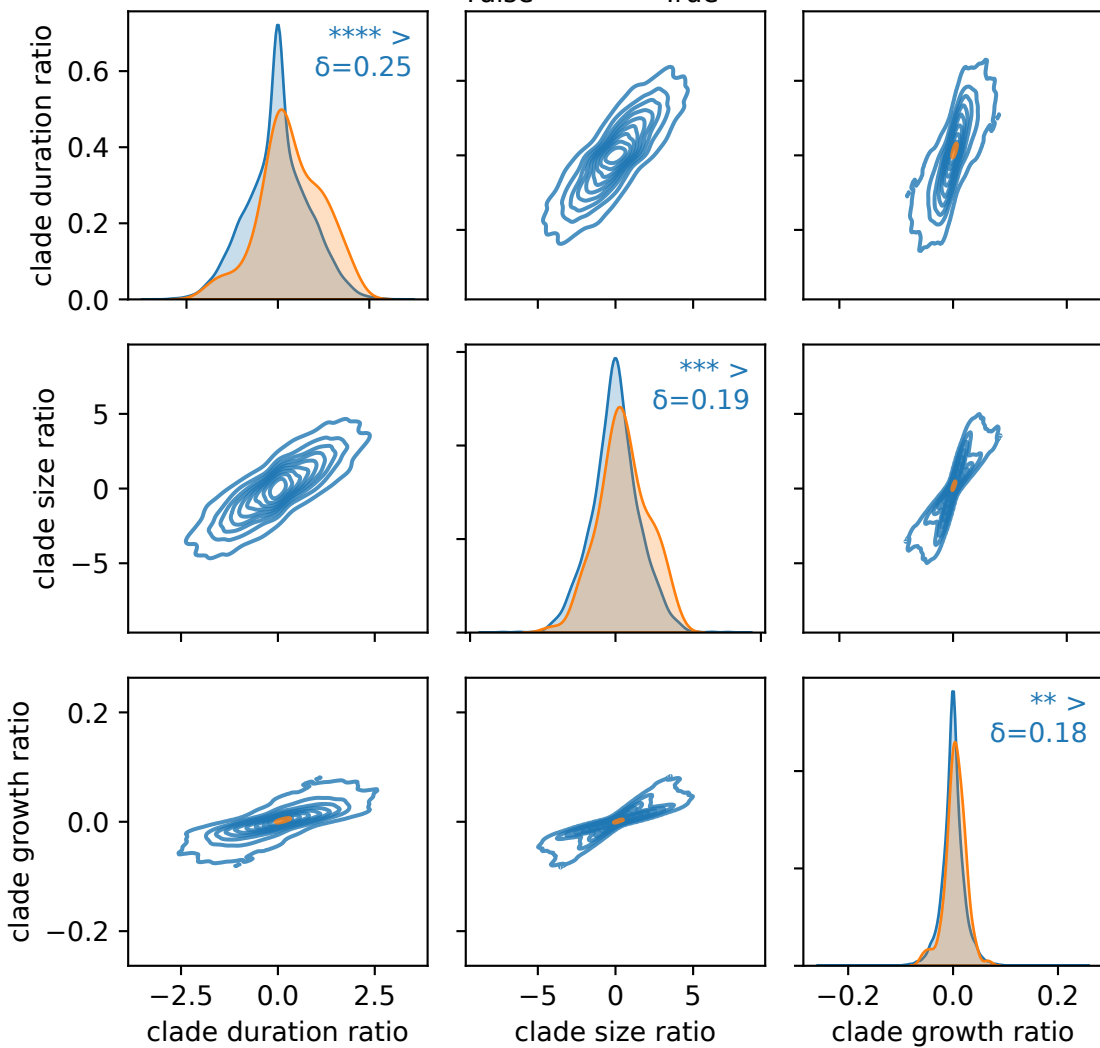 clade duration ratio
0.6
0.4
0.2
0.0
**** >
δ=0.25
clade size ratio
5
0
−5
*** >
δ=0.19
clade growth ratio
0.2
0.0
−0.2
** >
δ=0.18
−2.5 0.0 2.5
−5 0 5
−0.2 0.0 0.2
clade duration ratio
clade size ratio
clade growth ratio